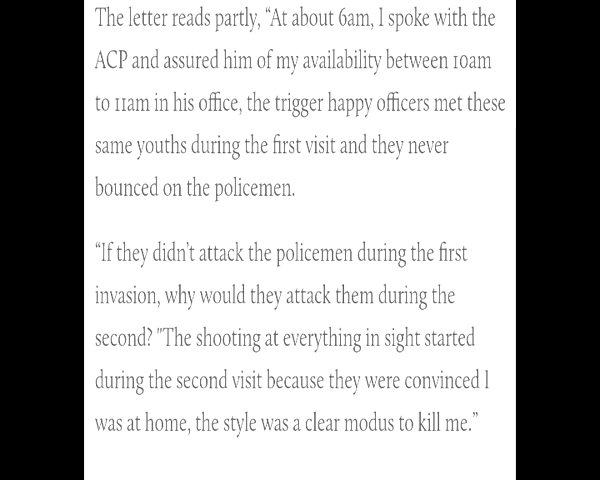 The letter reads partly, “At about 6am, I spoke with the
ACP and assured him of my availability between 10am
to 11am in his office, the trigger happy officers met these
same youths during the first visit and they never
bounced on the policemen.
“If they didn’t attack the policemen during the first
invasion, why would they attack them during the
second? "The shooting at everything in sight started
during the second visit because they were convinced I
was at home, the style was a clear modus to kill me.”